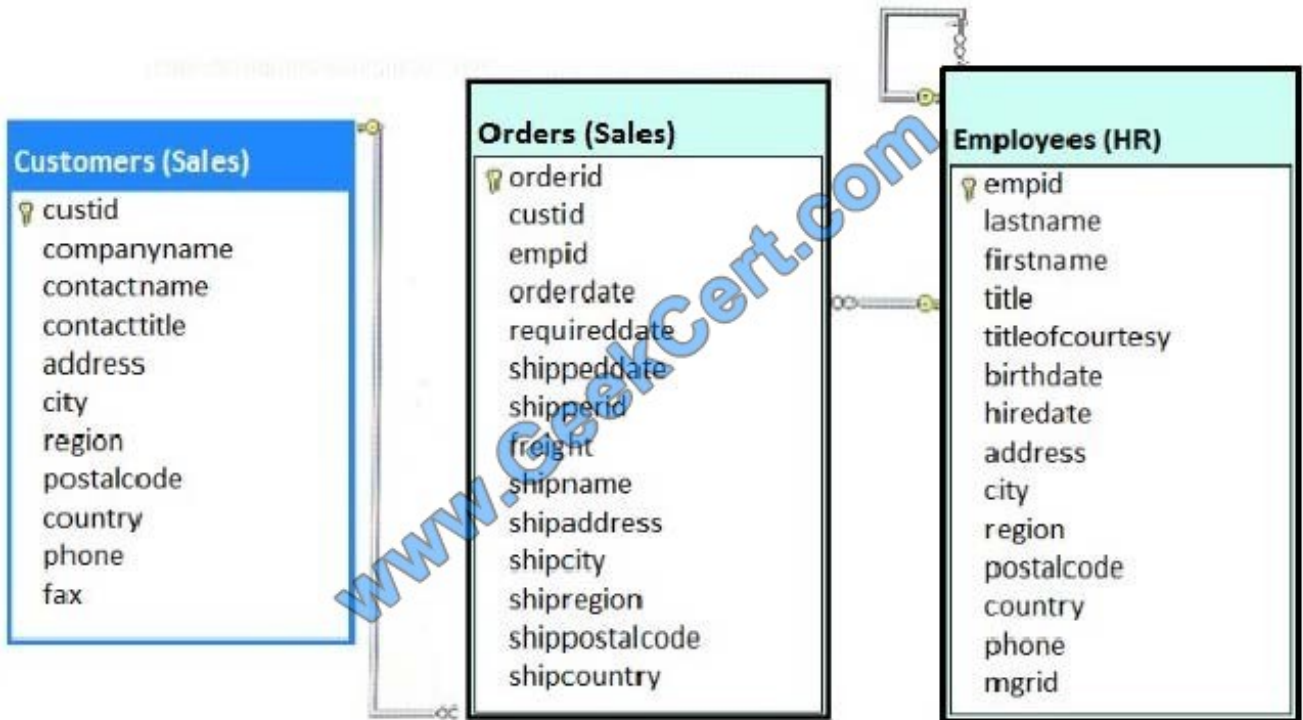 Customers (Sales)
custid
companyname
contactname
contacttitle
address
city
region
postalcode
country
phone
fax
Orders (Sales)
orderid
custid
empid
orderdate
requireddate
shippeddate
shipperid
freight
shipname
shipaddress
shipcity
shipregion
shippostalcode
shipcountry
Employees (HR)
empid
lastname
firstname
title
titleofcourtesy
birthdate
hiredate
address
city
region
postalcode
country
phone
mgrid
www.GeekCert.com